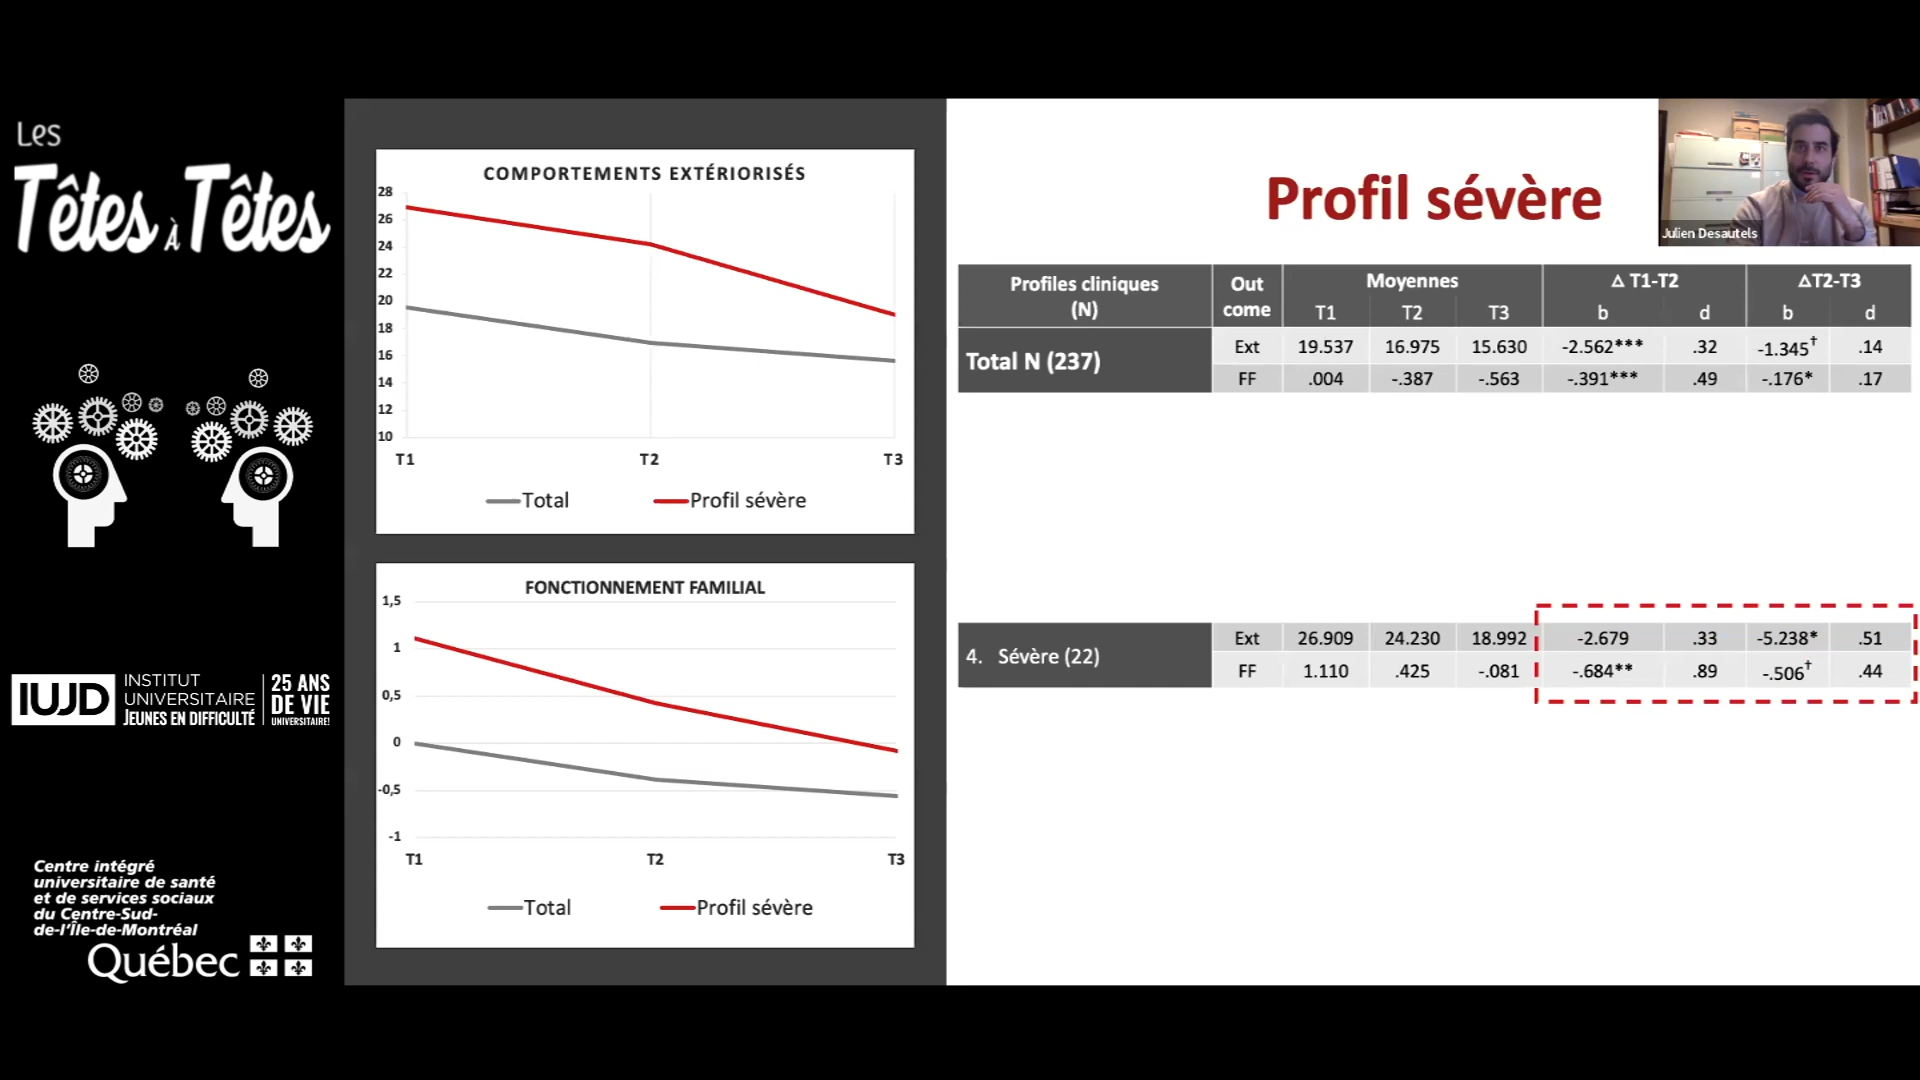 Les
Têtes à Têtes
IUJD
INSTITUT
UNIVERSITAIRE
JEUNES EN DIFFICULTÉ
25 ANS
DE VIE
UNIVERSITAIRE!
Centre intégré
universitaire de santé
et de services sociaux
du Centre-Sud-
de-l'Île-de-Montréal
Québec
COMPORTEMENTS EXTÉRIORISÉS
28
26
24
22
20
18
16
14
12
10
T1 T2 T3
Total Profil sévère
FONCTIONNEMENT FAMILIAL
1,5
1
0,5
0
-0,5
-1
T1 T2 T3
Total Profil sévère
Profil sévère
Julien Desautels
Profiles cliniques
(N)
Out
come
Moyennes
T1 T2 T3
Δ T1-T2
b d
ΔT2-T3
b d
Total N (237)
Ext 19.537 16.975 15.630 -2.562*** .32 -1.345† .14
FF .004 -.387 -.563 -.391*** .49 -.176* .17
4. Sévère (22)
Ext 26.909 24.230 18.992 -2.679 .33 -5.238* .51
FF 1.110 .425 -.081 -.684** .89 -.506† .44